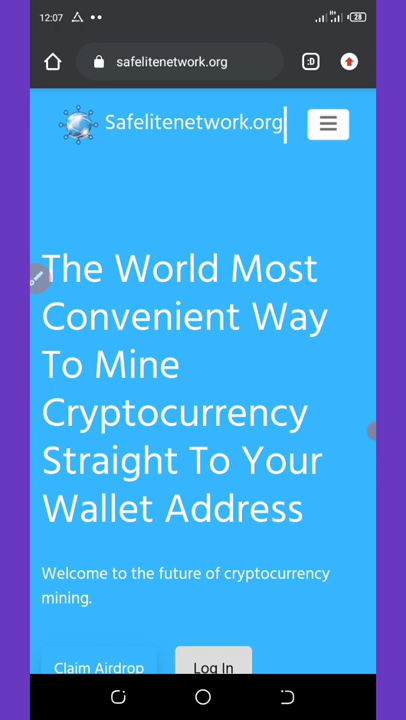 12:07
28
safelitenetwork.org
:D
Safelitenetwork.org
The World Most
Convenient Way
To Mine
Cryptocurrency
Straight To Your
Wallet Address
Welcome to the future of cryptocurrency
mining.
Claim Airdrop Log In